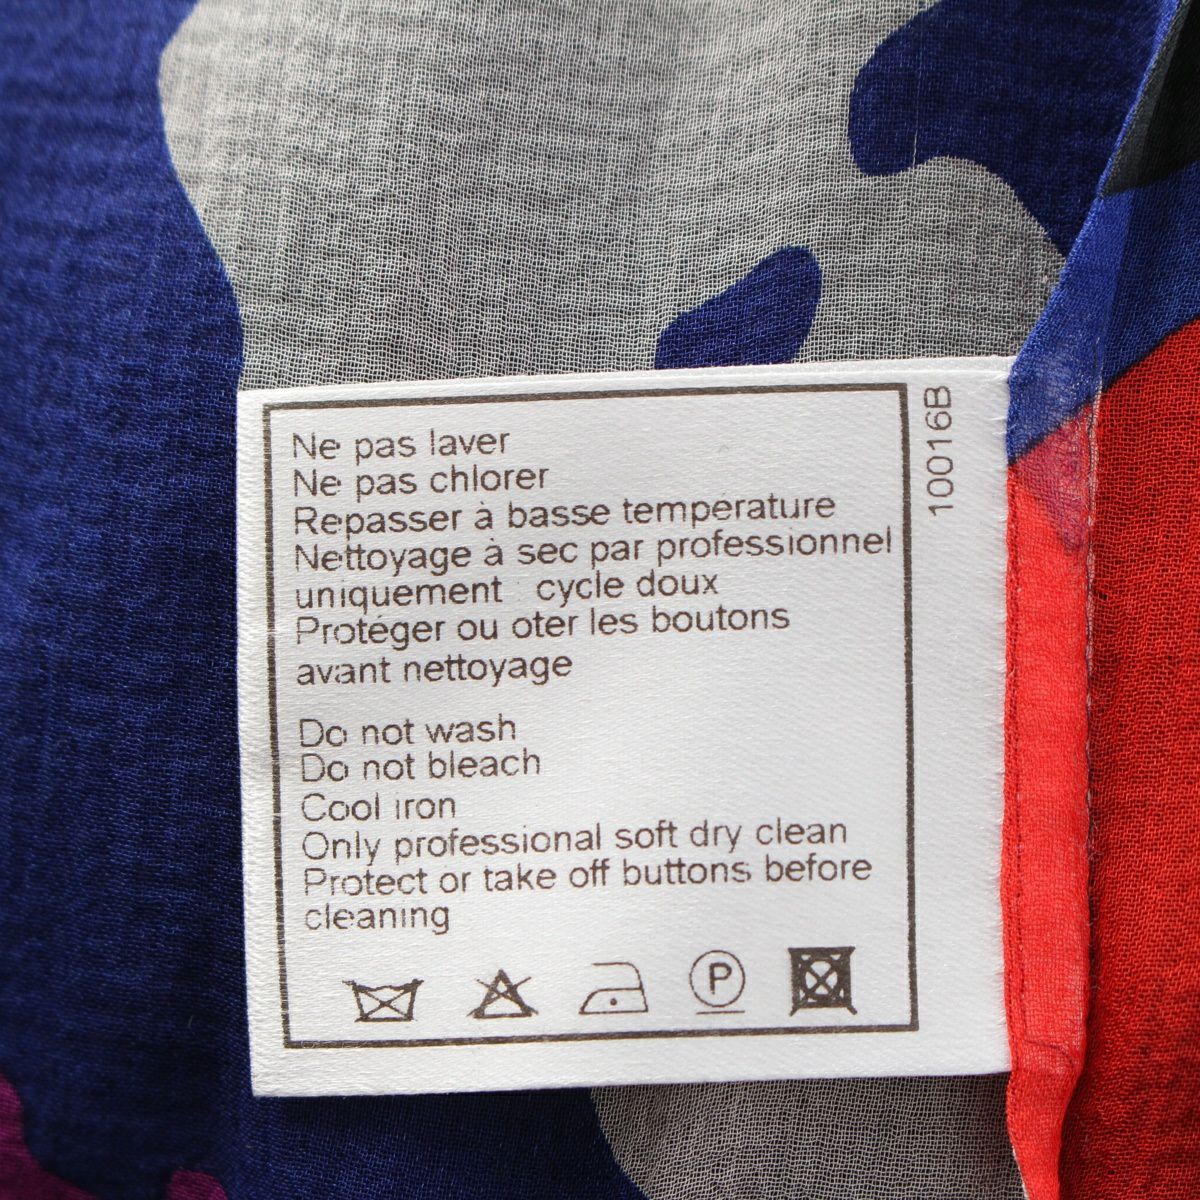 Ne pas laver
Ne pas chlorer
Repasser à basse température
Nettoyage à sec par professionnel
uniquement cycle doux
Protéger ou oter les boutons
avant nettoyage
Do not wash
Do not bleach
Cool iron
Only professional soft dry clean
Protect or take off buttons before
cleaning
P
10016B